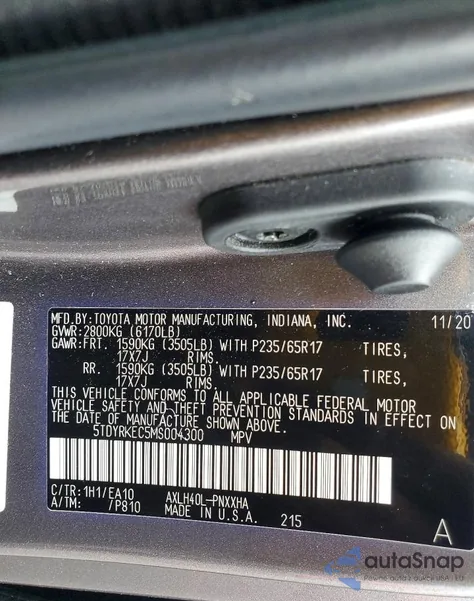 MFD.BY:TOYOTA MOTOR MANUFACTURING, INDIANA, INC. 11/20
GVWR:2800KG (6170LB)
GAWR:FRT. 1590KG (3505LB) WITH P235/65R17 TIRES,
17X7J RIMS.
RR. 1590KG (3505LB) WITH P235/65R17 TIRES,
17X7J RIMS.
THIS VEHICLE CONFORMS TO ALL APPLICABLE FEDERAL MOTOR
VEHICLE SAFETY AND THEFT PREVENTION STANDARDS IN EFFECT ON
THE DATE OF MANUFACTURE SHOWN ABOVE.
5TDYRKEC5MS004300 MPV
C/TR:1H1/EA10 AXLH40L-PNXXHA
A/TM: /P810 MADE IN U.S.A. 215
A
autoSnap